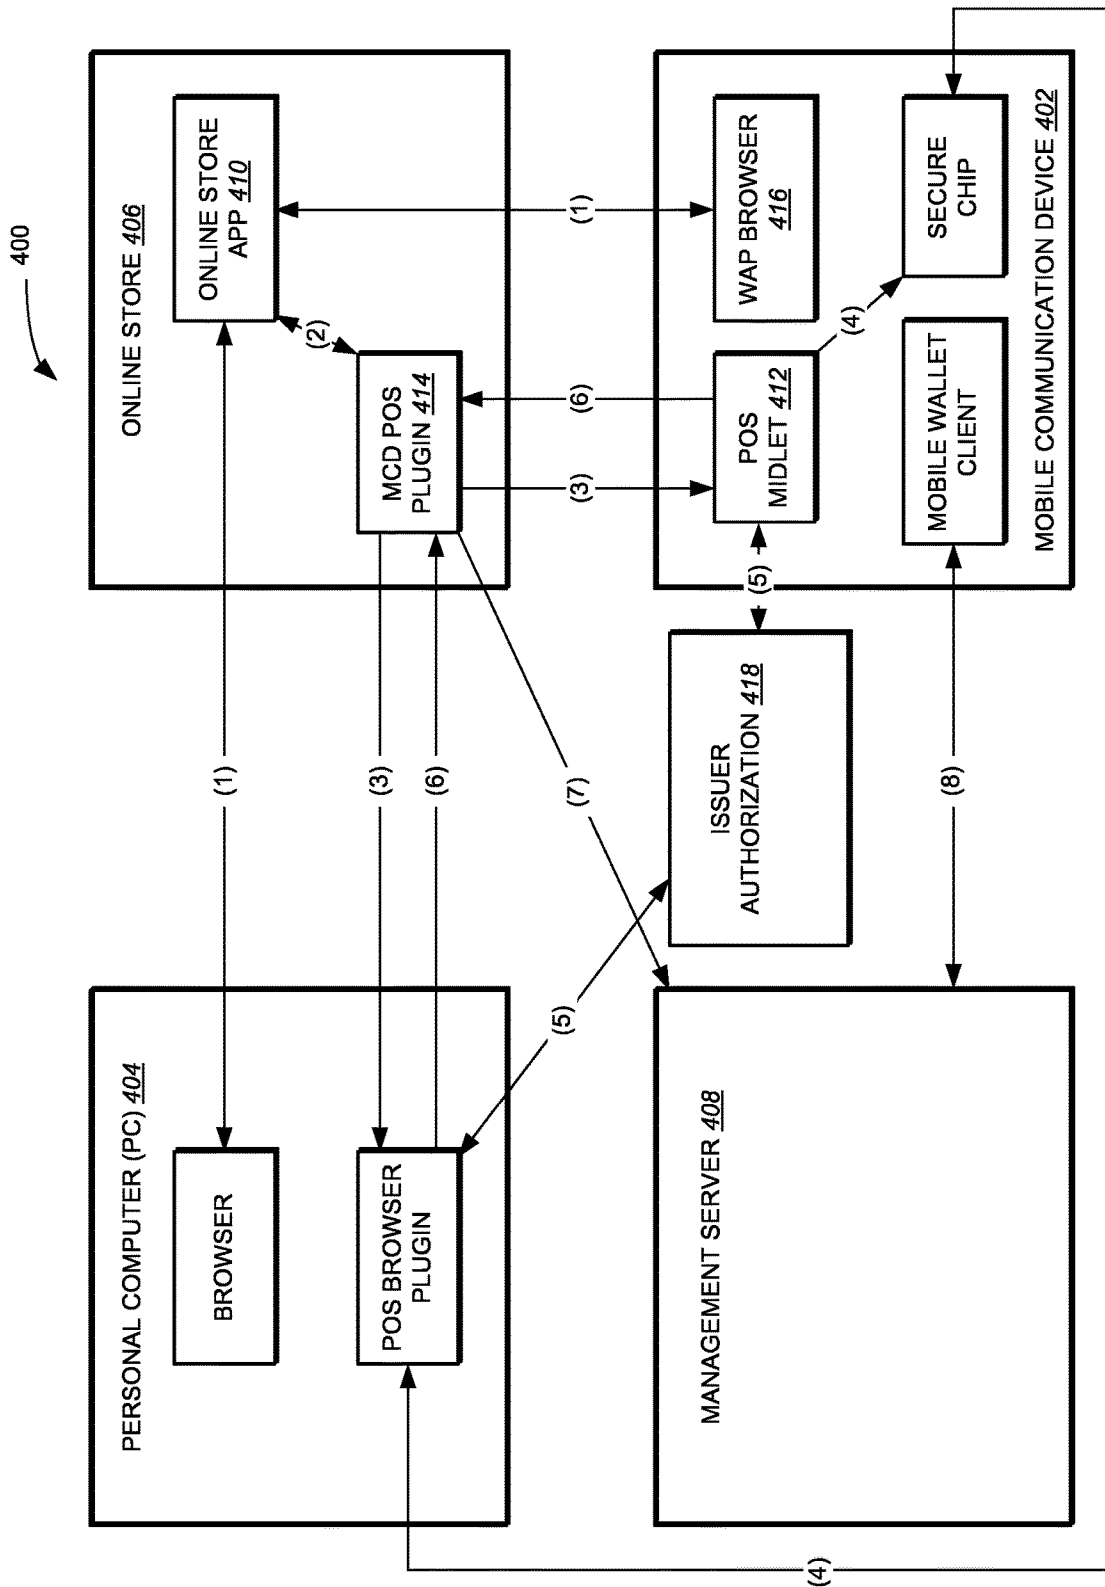 400
PERSONAL COMPUTER (PC) 404
BROWSER
POS BROWSER
PLUGIN
ONLINE STORE 406
ONLINE STORE
APP 410
MCD POS
PLUGIN 414
(1)
(2)
(3)
(6)
(7)
(5)
(4)
(1)
(6)
(3)
(5)
ISSUER
AUTHORIZATION 418
MANAGEMENT SERVER 408
(8)
WAP BROWSER
416
POS
MIDLET 412
(4)
SECURE
CHIP
MOBILE WALLET
CLIENT
MOBILE COMMUNICATION DEVICE 402